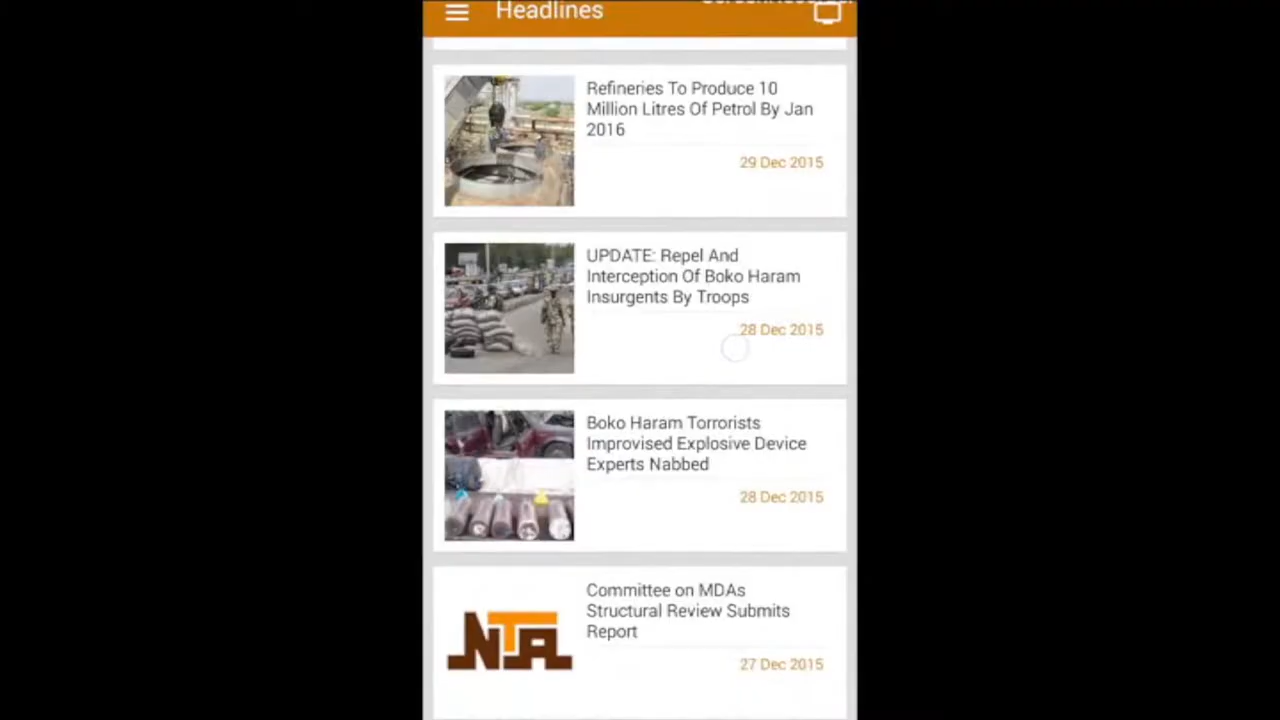 Headlines
Refineries To Produce 10
Million Litres Of Petrol By Jan
2016
29 Dec 2015
UPDATE: Repel And
Interception Of Boko Haram
Insurgents By Troops
28 Dec 2015
Boko Haram Torrorists
Improvised Explosive Device
Experts Nabbed
28 Dec 2015
Committee on MDAs
Structural Review Submits
Report
NTA
27 Dec 2015